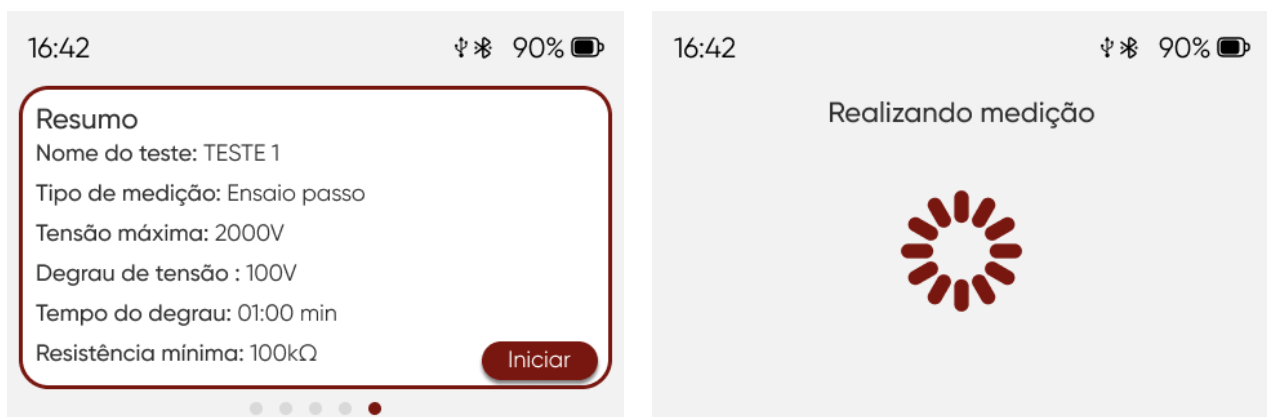 16:42 90%
Resumo
Nome do teste: TESTE 1
Tipo de medição: Ensaio passo
Tensão máxima: 2000V
Degrau de tensão : 100V
Tempo do degrau: 01:00 min
Resistência mínima: 100kΩ
Iniciar
16:42 90%
Realizando medição